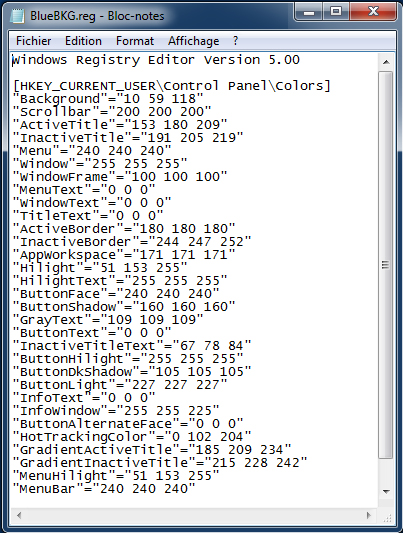 BlueBKG.reg - Bloc-notes
Fichier Edition Format Affichage ?
Windows Registry Editor Version 5.00
[HKEY_CURRENT_USER\Control Panel\Colors]
"Background"="10 59 118"
"Scrollbar"="200 200 200"
"ActiveTitle"="153 180 209"
"InactiveTitle"="191 205 219"
"Menu"="240 240 240"
"Window"="255 255 255"
"WindowFrame"="100 100 100"
"MenuText"="0 0 0"
"WindowText"="0 0 0"
"TitleText"="0 0 0"
"ActiveBorder"="180 180 180"
"InactiveBorder"="244 247 252"
"AppWorkspace"="171 171 171"
"Hilight"="51 153 255"
"HilightText"="255 255 255"
"ButtonFace"="240 240 240"
"ButtonShadow"="160 160 160"
"GrayText"="109 109 109"
"ButtonText"="0 0 0"
"InactiveTitleText"="67 78 84"
"ButtonHilight"="255 255 255"
"ButtonDkShadow"="105 105 105"
"ButtonLight"="227 227 227"
"InfoText"="0 0 0"
"InfoWindow"="255 255 225"
"ButtonAlternateFace"="0 0 0"
"HotTrackingColor"="0 102 204"
"GradientActiveTitle"="185 209 234"
"GradientInactiveTitle"="215 228 242"
"MenuHilight"="51 153 255"
"MenuBar"="240 240 240"